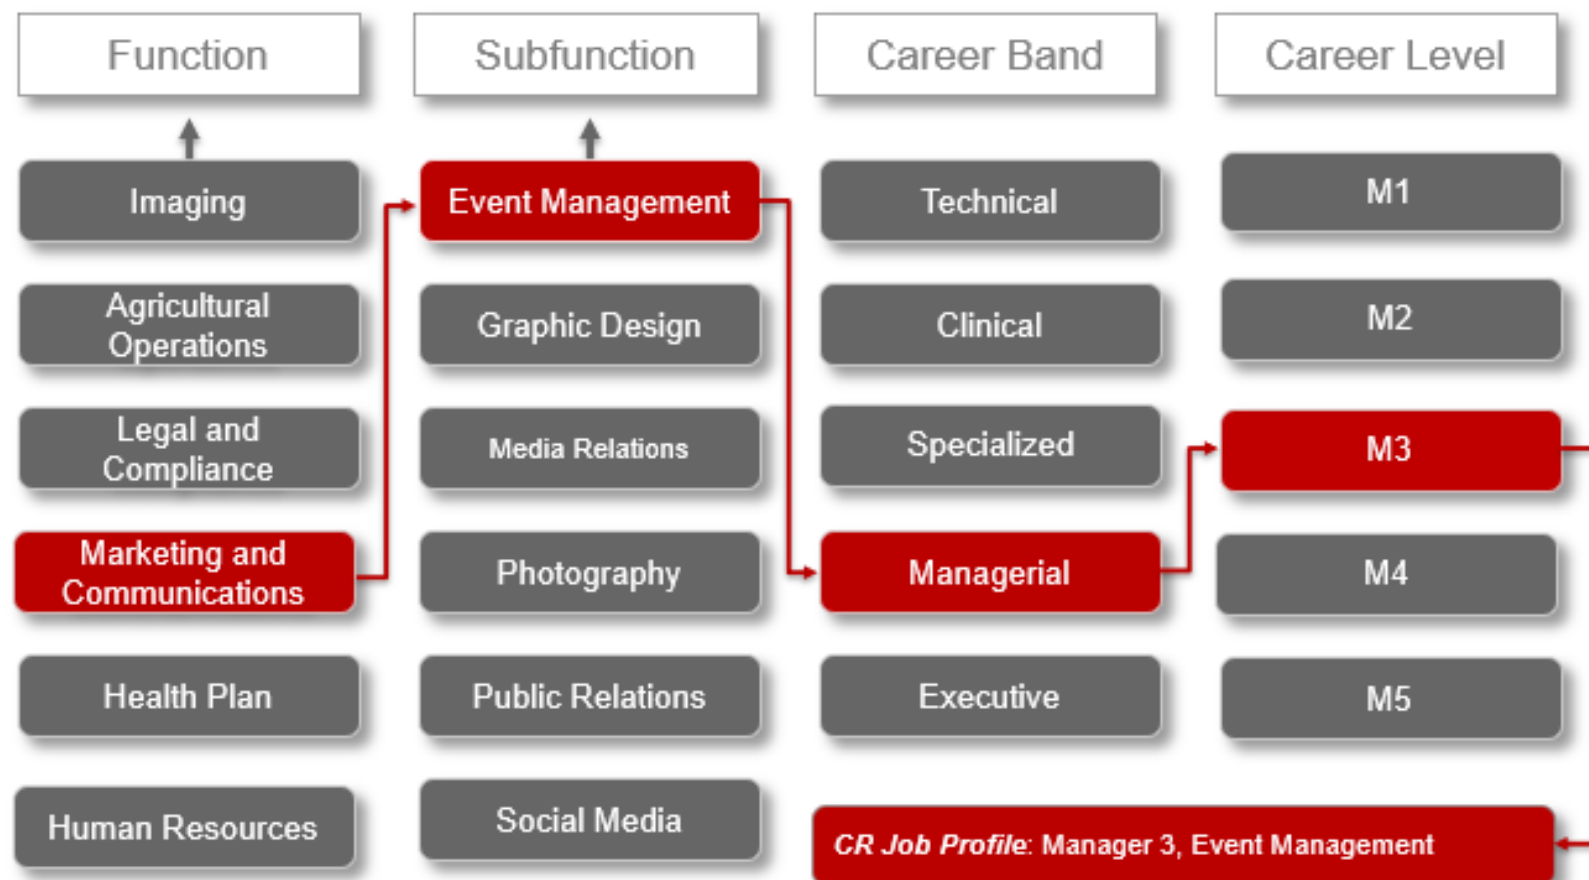 Function
Subfunction
Career Band
Career Level
Imaging
Event Management
Technical
M1
Agricultural
Operations
Graphic Design
Clinical
M2
Legal and
Compliance
Media Relations
Specialized
M3
Marketing and
Communications
Photography
Managerial
M4
Health Plan
Public Relations
Executive
M5
Human Resources
Social Media
CR Job Profile: Manager 3, Event Management